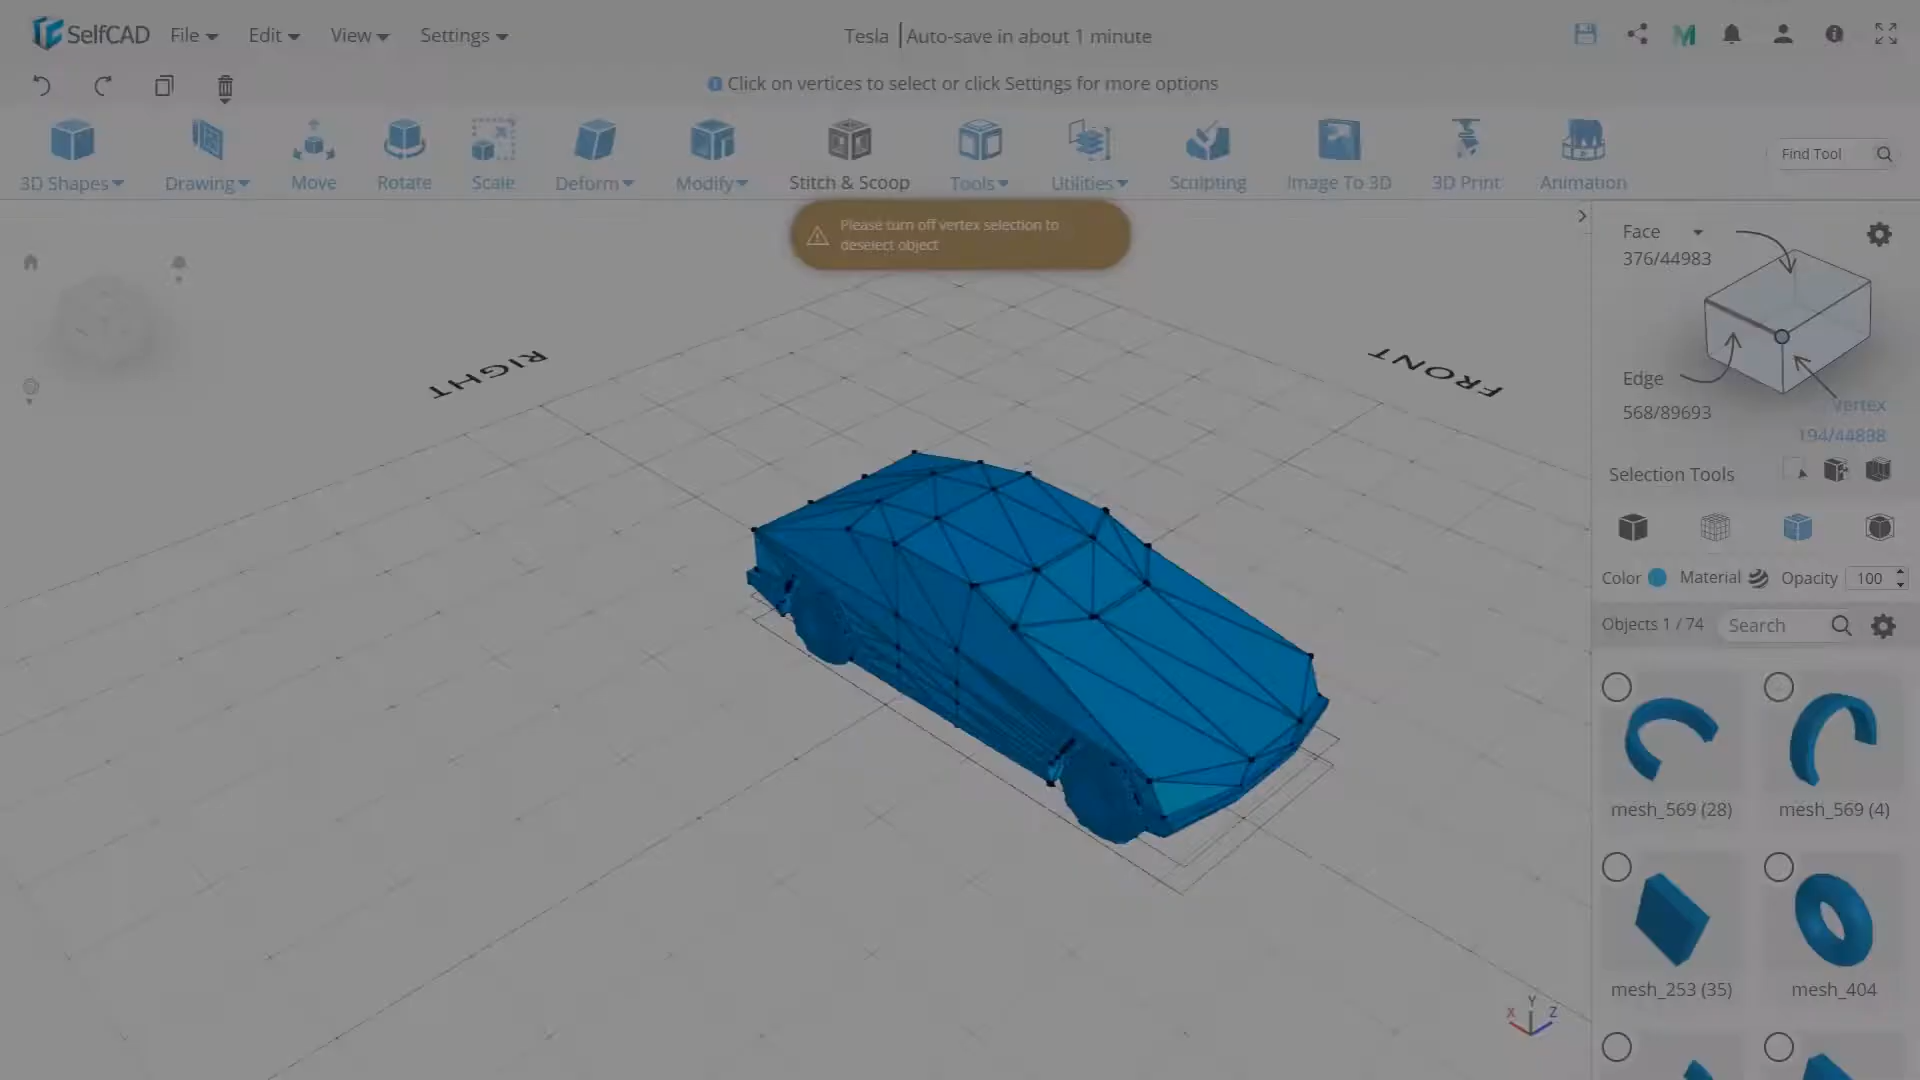 SelfCAD File Edit View Settings Tesla Auto-save in about 1 minute
Click on vertices to select or click Settings for more options
3D Shapes Drawing Move Rotate Scale Deform Modify Stitch & Scoop Tools Utilities Sculpting Image To 3D 3D Print Animation Find Tool
Please turn off vertex selection to
deselect object
Face
376/44983
RIGHT
FRONT
Edge
568/89693
Vertex
194/44888
Selection Tools
Color Material Opacity 100
Objects 1 / 74 Search
mesh_569 (28) mesh_569 (4)
mesh_253 (35) mesh_404
X Y Z